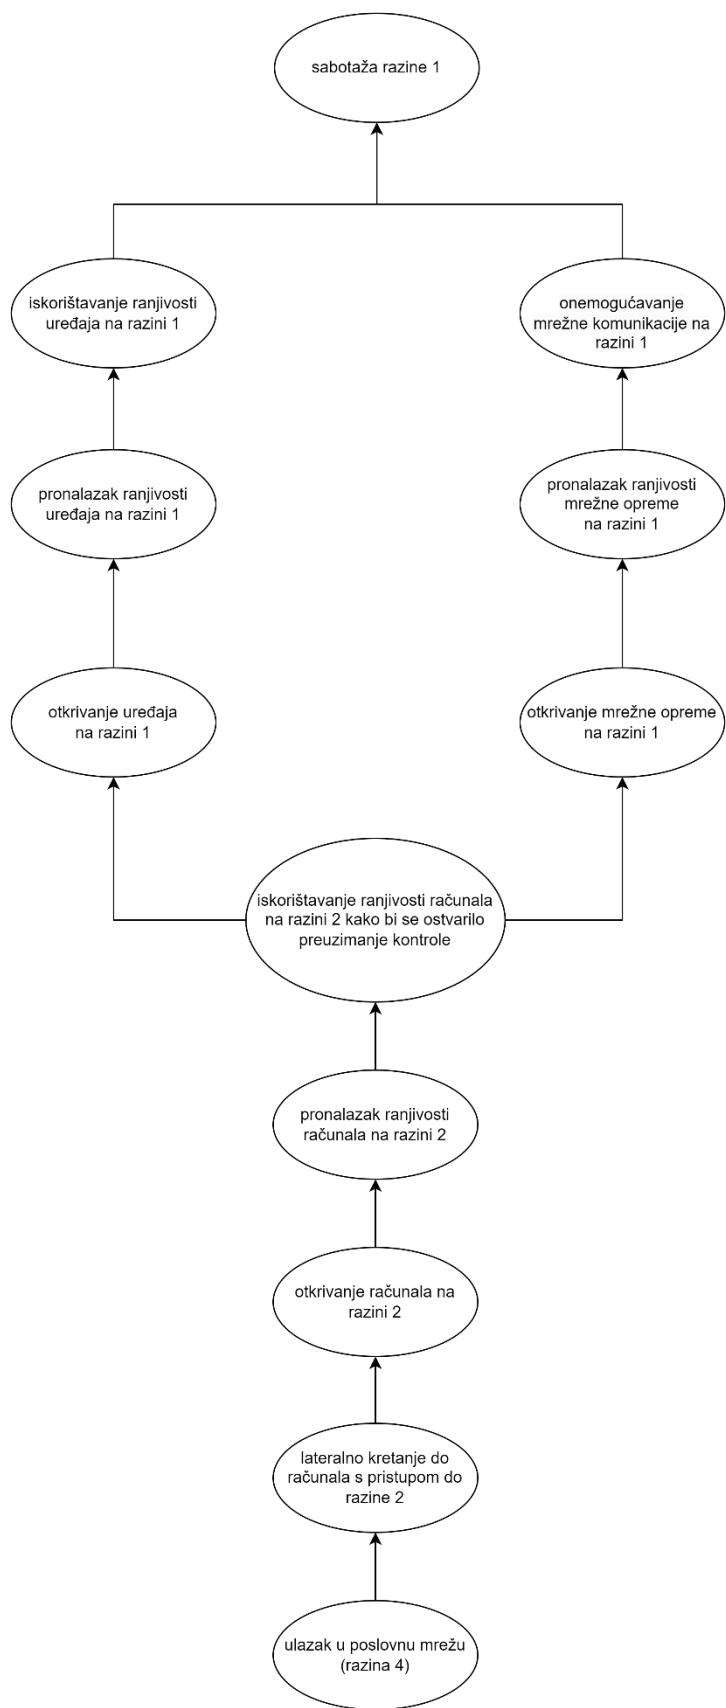 sabotaža razine 1
iskorištavanje ranjivosti
uređaja na razini 1
onemogućavanje
mrežne komunikacije na
razini 1
pronalazak ranjivosti
uređaja na razini 1
pronalazak ranjivosti
mrežne opreme
na razini 1
otkrivanje uređaja
na razini 1
otkrivanje mrežne opreme
na razini 1
iskorištavanje ranjivosti računala
na razini 2 kako bi se ostvarilo
preuzimanje kontrole
pronalazak ranjivosti
računala na razini 2
otkrivanje računala na
razini 2
lateralno kretanje do
računala s pristupom do
razine 2
ulazak u poslovnu mrežu
(razina 4)